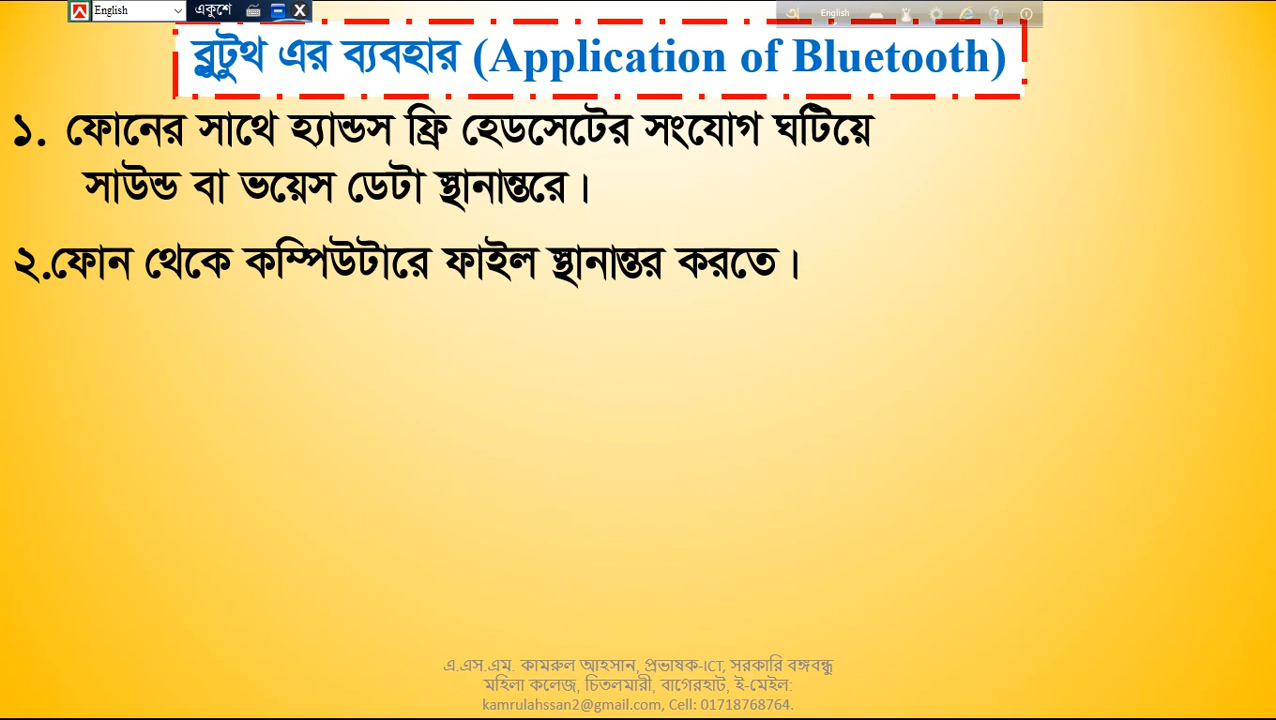 English
একুশে
English
ব্লুটুথ এর ব্যবহার (Application of Bluetooth)
১. ফোনের সাথে হ্যান্ডস ফ্রি হেডসেটের সংযোগ ঘটিয়ে
সাউন্ড বা ভয়েস ডেটা স্থানান্তরে।
২.ফোন থেকে কম্পিউটারে ফাইল স্থানান্তর করতে।
এ.এস.এম. কামরুল আহসান, প্রভাষক-ICT, সরকারি বঙ্গবন্ধু
মহিলা কলেজ, চিতলমারী, বাগেরহাট, ই-মেইল:
kamrulahssan2@gmail.com, Cell: 01718768764.